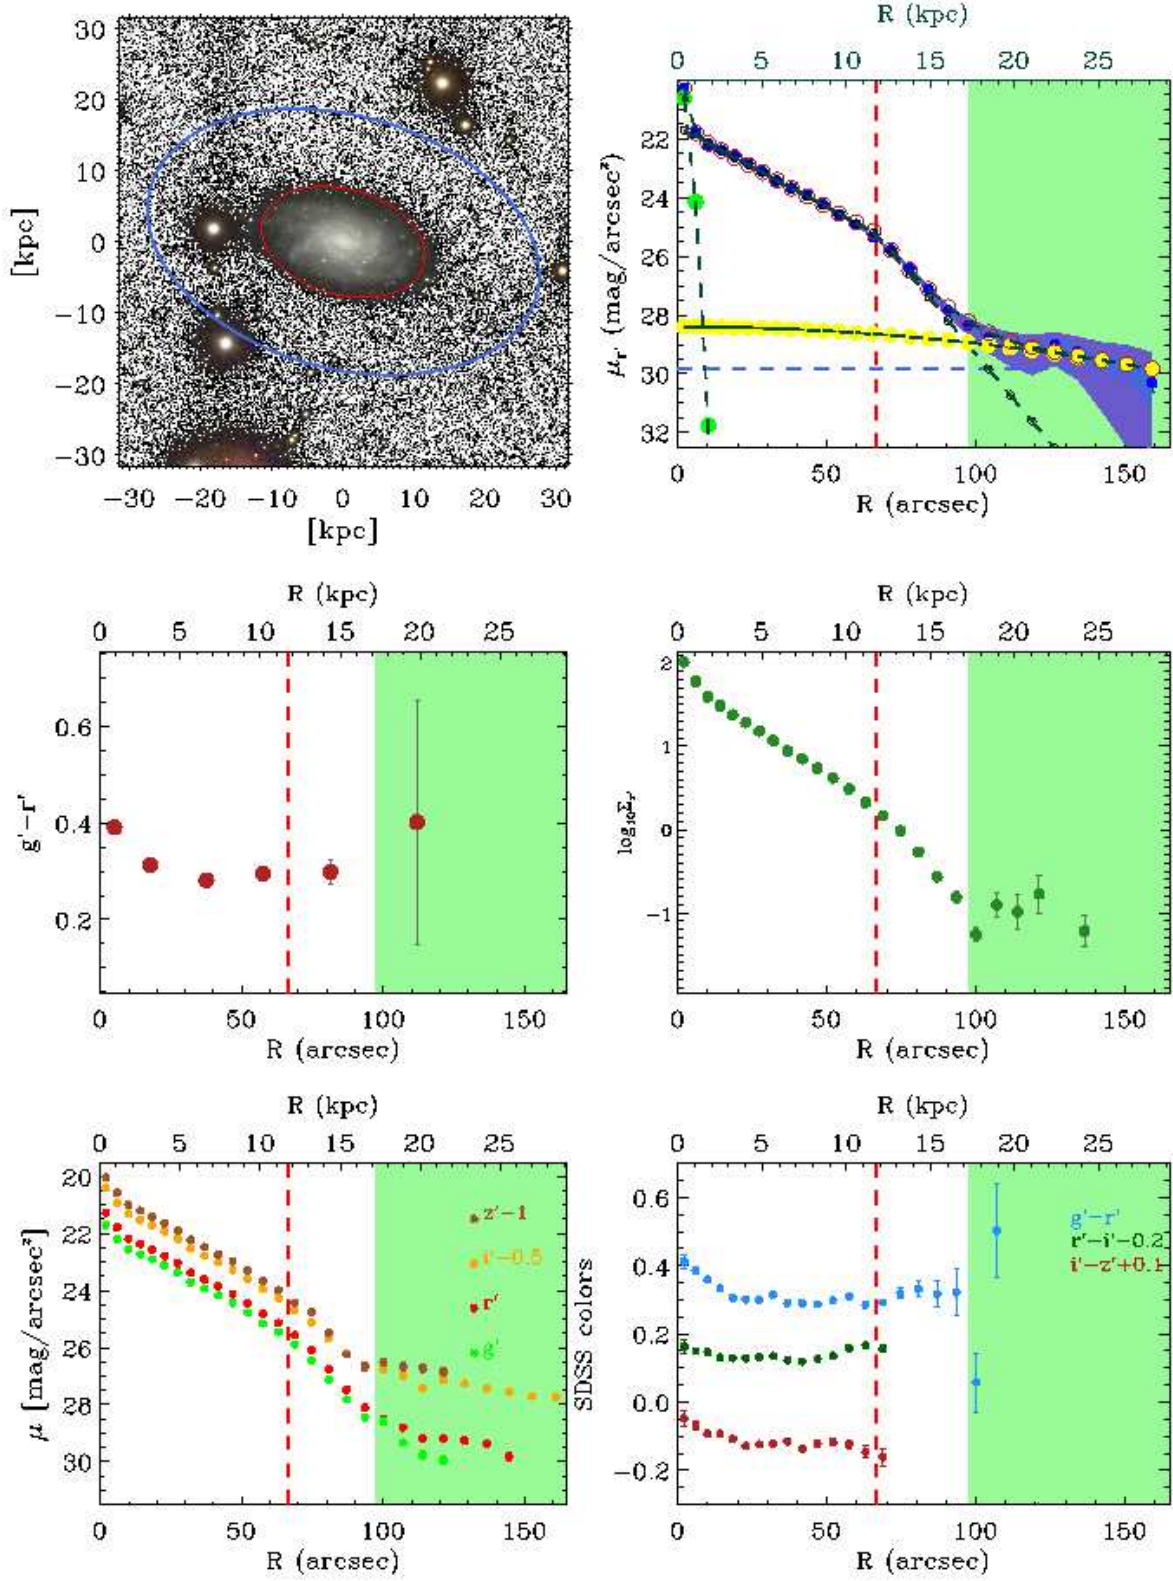 30
20
10
0
−10
−20
−30
[kpc]
−30 −20 −10 0 10 20 30
[kpc]
R (kpc)
0 5 10 15 20 25
22
24
26
28
30
32
μr' (mag/arcsec²)
0 50 100 150
R (arcsec)
R (kpc)
0 5 10 15 20 25
0.6
0.4
0.2
g'−r'
0 50 100 150
R (arcsec)
R (kpc)
0 5 10 15 20 25
2
1
0
−1
log₁₀Σr'
0 50 100 150
R (arcsec)
R (kpc)
0 5 10 15 20 25
20
22
24
26
28
30
μ [mag/arcsec²]
z'−1
i'−0.5
r'
g'
0 50 100 150
R (arcsec)
R (kpc)
0 5 10 15 20 25
0.6
0.4
0.2
0.0
−0.2
SDSS colors
g'−r'
r'−i'−0.2
i'−z'+0.1
0 50 100 150
R (arcsec)